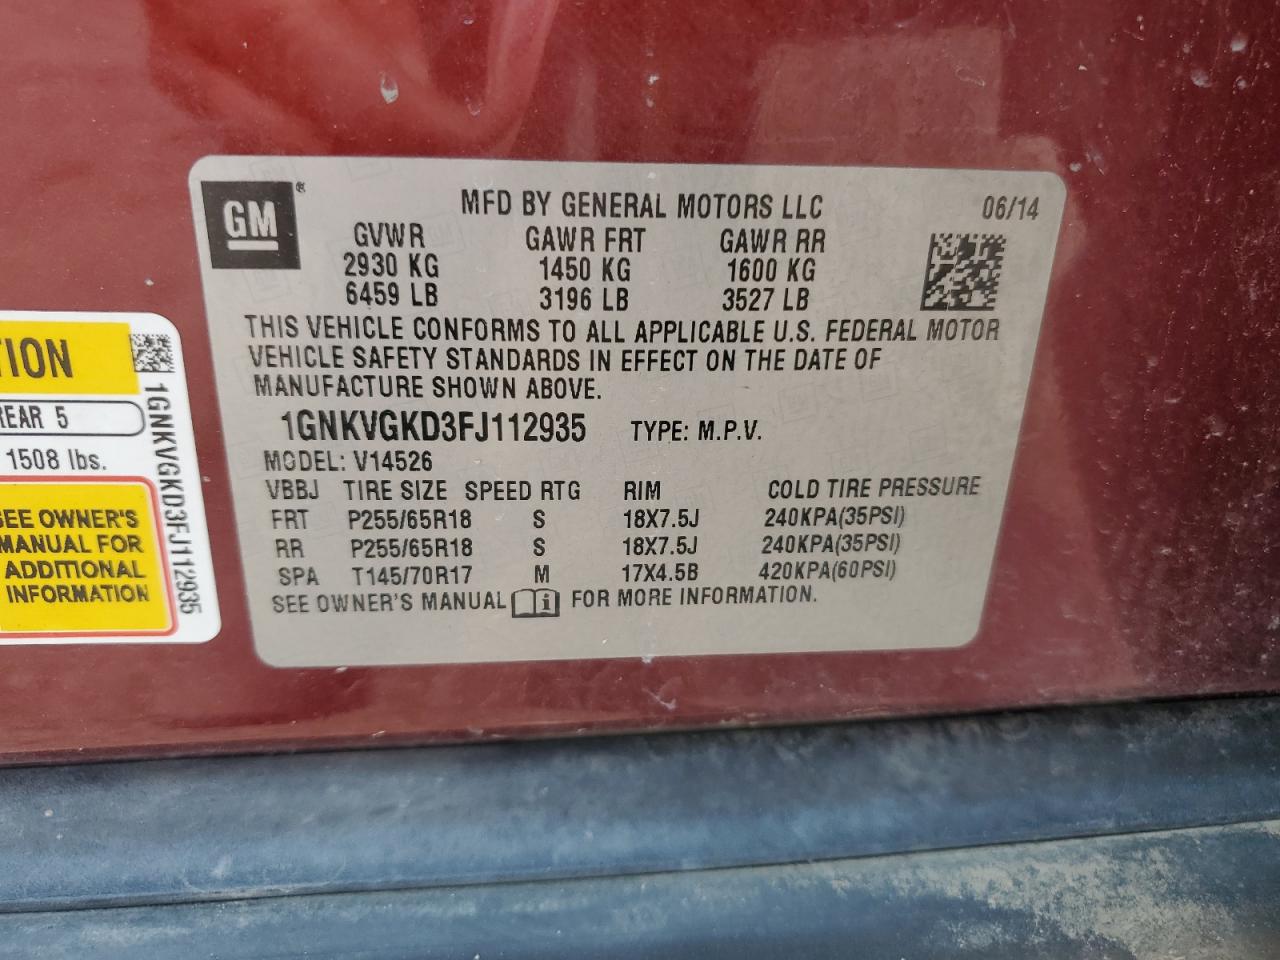 GM ®
MFD BY GENERAL MOTORS LLC 06/14
GVWR GAWR FRT GAWR RR
2930 KG 1450 KG 1600 KG
6459 LB 3196 LB 3527 LB
THIS VEHICLE CONFORMS TO ALL APPLICABLE U.S. FEDERAL MOTOR
VEHICLE SAFETY STANDARDS IN EFFECT ON THE DATE OF
MANUFACTURE SHOWN ABOVE.
1GNKVGKD3FJ112935 TYPE: M.P.V.
MODEL: V14526
VBBJ TIRE SIZE SPEED RTG RIM COLD TIRE PRESSURE
FRT P255/65R18 S 18X7.5J 240KPA(35PSI)
RR P255/65R18 S 18X7.5J 240KPA(35PSI)
SPA T145/70R17 M 17X4.5B 420KPA(60PSI)
SEE OWNER'S MANUAL FOR MORE INFORMATION.
TION
REAR 5
1508 lbs.
SEE OWNER'S
MANUAL FOR
ADDITIONAL
INFORMATION
1GNKVGKD3FJ112935